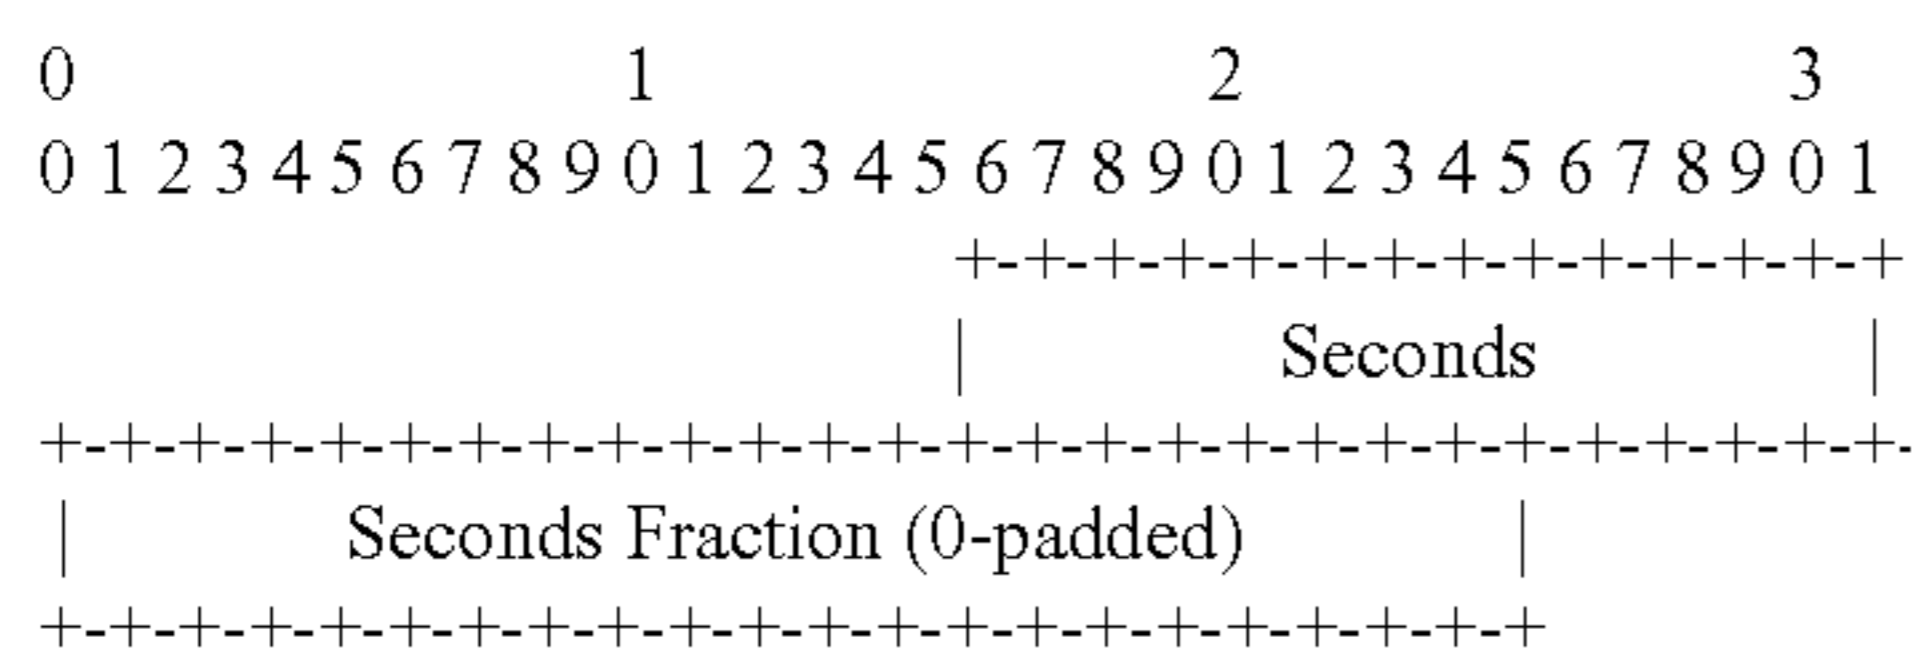 0 1 2 3
0 1 2 3 4 5 6 7 8 9 0 1 2 3 4 5 6 7 8 9 0 1 2 3 4 5 6 7 8 9 0 1
+-+-+-+-+-+-+-+-+-+-+-+-+-+
| Seconds |
+-+-+-+-+-+-+-+-+-+-+-+-+-+-+-+-+-+-+-+-+-+-+-+-+-+-+-
| Seconds Fraction (0-padded) |
+-+-+-+-+-+-+-+-+-+-+-+-+-+-+-+-+-+-+-+-+-+